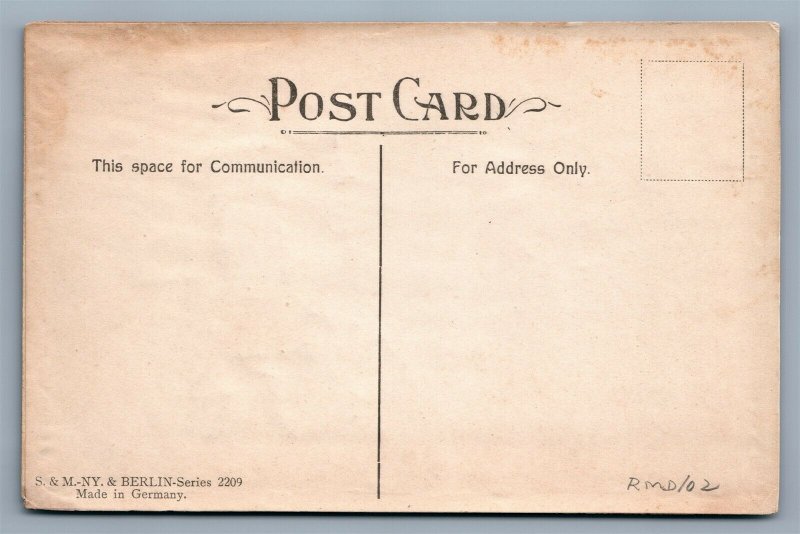 POST CARD
This space for Communication.
For Address Only.
S. & M.-NY. & BERLIN-Series 2209
Made in Germany.
RMD/02